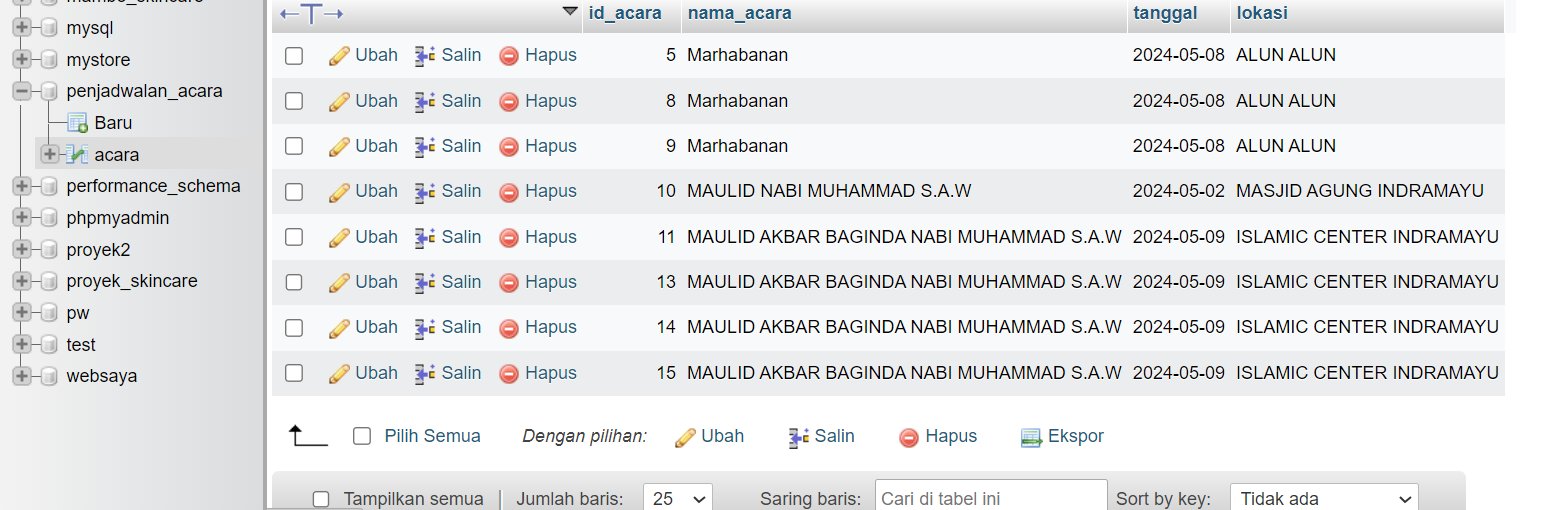 mysql
mystore
penjadwalan_acara
Baru
acara
performance_schema
phpmyadmin
proyek2
proyek_skincare
pw
test
websaya
id_acara nama_acara tanggal lokasi
Ubah Salin Hapus 5 Marhabanan 2024-05-08 ALUN ALUN
Ubah Salin Hapus 8 Marhabanan 2024-05-08 ALUN ALUN
Ubah Salin Hapus 9 Marhabanan 2024-05-08 ALUN ALUN
Ubah Salin Hapus 10 MAULID NABI MUHAMMAD S.A.W 2024-05-02 MASJID AGUNG INDRAMAYU
Ubah Salin Hapus 11 MAULID AKBAR BAGINDA NABI MUHAMMAD S.A.W 2024-05-09 ISLAMIC CENTER INDRAMAYU
Ubah Salin Hapus 13 MAULID AKBAR BAGINDA NABI MUHAMMAD S.A.W 2024-05-09 ISLAMIC CENTER INDRAMAYU
Ubah Salin Hapus 14 MAULID AKBAR BAGINDA NABI MUHAMMAD S.A.W 2024-05-09 ISLAMIC CENTER INDRAMAYU
Ubah Salin Hapus 15 MAULID AKBAR BAGINDA NABI MUHAMMAD S.A.W 2024-05-09 ISLAMIC CENTER INDRAMAYU
Pilih Semua Dengan pilihan: Ubah Salin Hapus Ekspor
Tampilkan semua Jumlah baris: 25 Saring baris: Cari di tabel ini Sort by key: Tidak ada